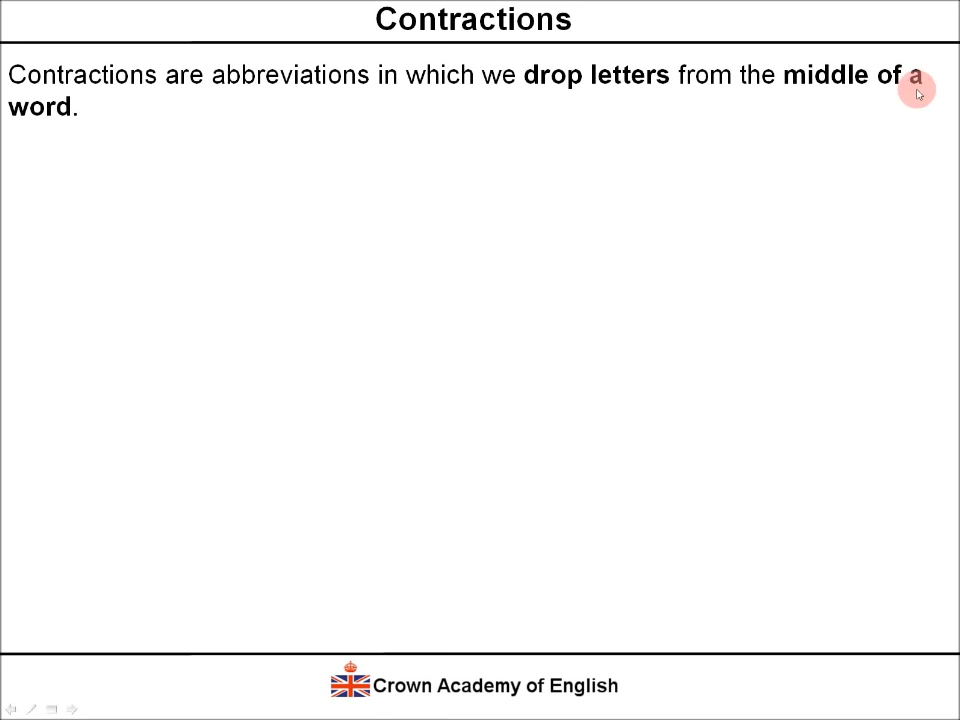 Contractions
Contractions are abbreviations in which we drop letters from the middle of a
word.
Crown Academy of English